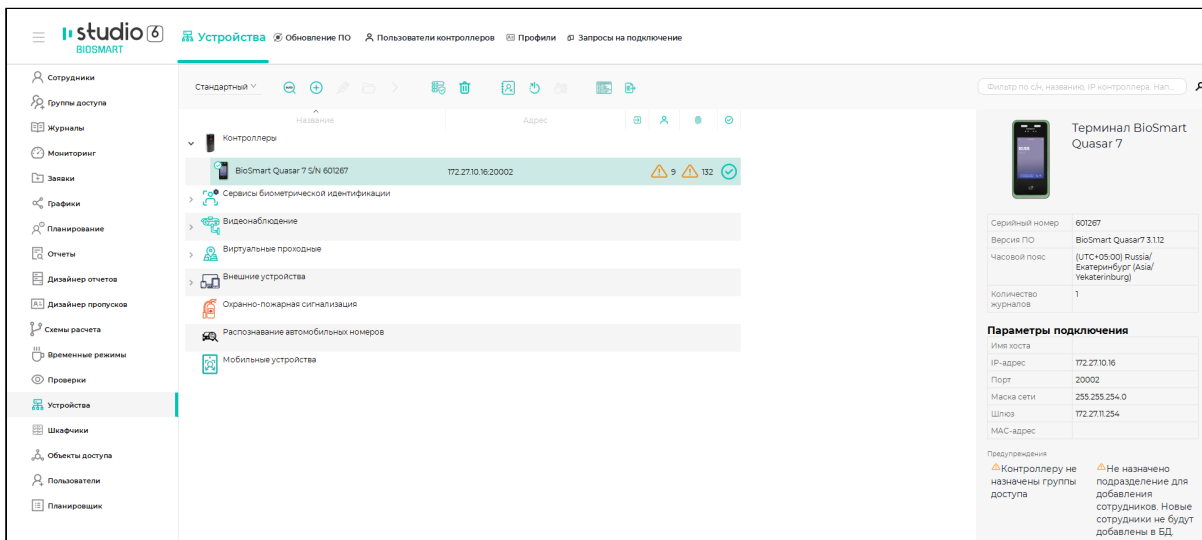 studio 6
BIOSMART
Устройства
Обновление ПО
Пользователи контроллеров
Профили
Запросы на подключение
Сотрудники
Группы доступа
Журналы
Мониторинг
Заявки
Графики
Планирование
Отчеты
Дизайнер отчетов
Дизайнер пропусков
Схемы расчета
Временные режимы
Проверки
Устройства
Шкафчики
Объекты доступа
Пользователи
Планировщик
Стандартный
Фильтр по с/н, названию, IP контроллера. Нап...
Название
Адрес
Контроллеры
BioSmart Quasar 7 S/N 601267
172.27.10.16:20002
9
132
Сервисы биометрической идентификации
Видеонаблюдение
Виртуальные проходные
Внешние устройства
Охранно-пожарная сигнализация
Распознавание автомобильных номеров
Мобильные устройства
Терминал BioSmart
Quasar 7
Серийный номер 601267
Версия ПО BioSmart Quasar7 3.1.12
Часовой пояс (UTC+05:00) Russia/
Екатеринбург (Asia/
Yekaterinburg)
Количество 1
журналов
Параметры подключения
Имя хоста
IP-адрес 172.27.10.16
Порт 20002
Маска сети 255.255.254.0
Шлюз 172.27.11.254
MAC-адрес
Предупреждения
Контроллеру не
назначены группы
доступа
Не назначено
подразделение для
добавления
сотрудников. Новые
сотрудники не будут
добавлены в БД.